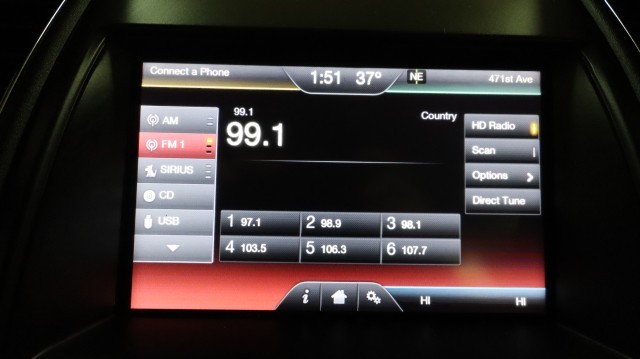 Connect a Phone
1:51 37° NE
471st Ave
AM
FM 1
SIRIUS
CD
USB
99.1
99.1
Country
HD Radio
Scan
Options
Direct Tune
1 97.1 2 98.9 3 98.1
4 103.5 5 106.3 6 107.7
i
HI HI